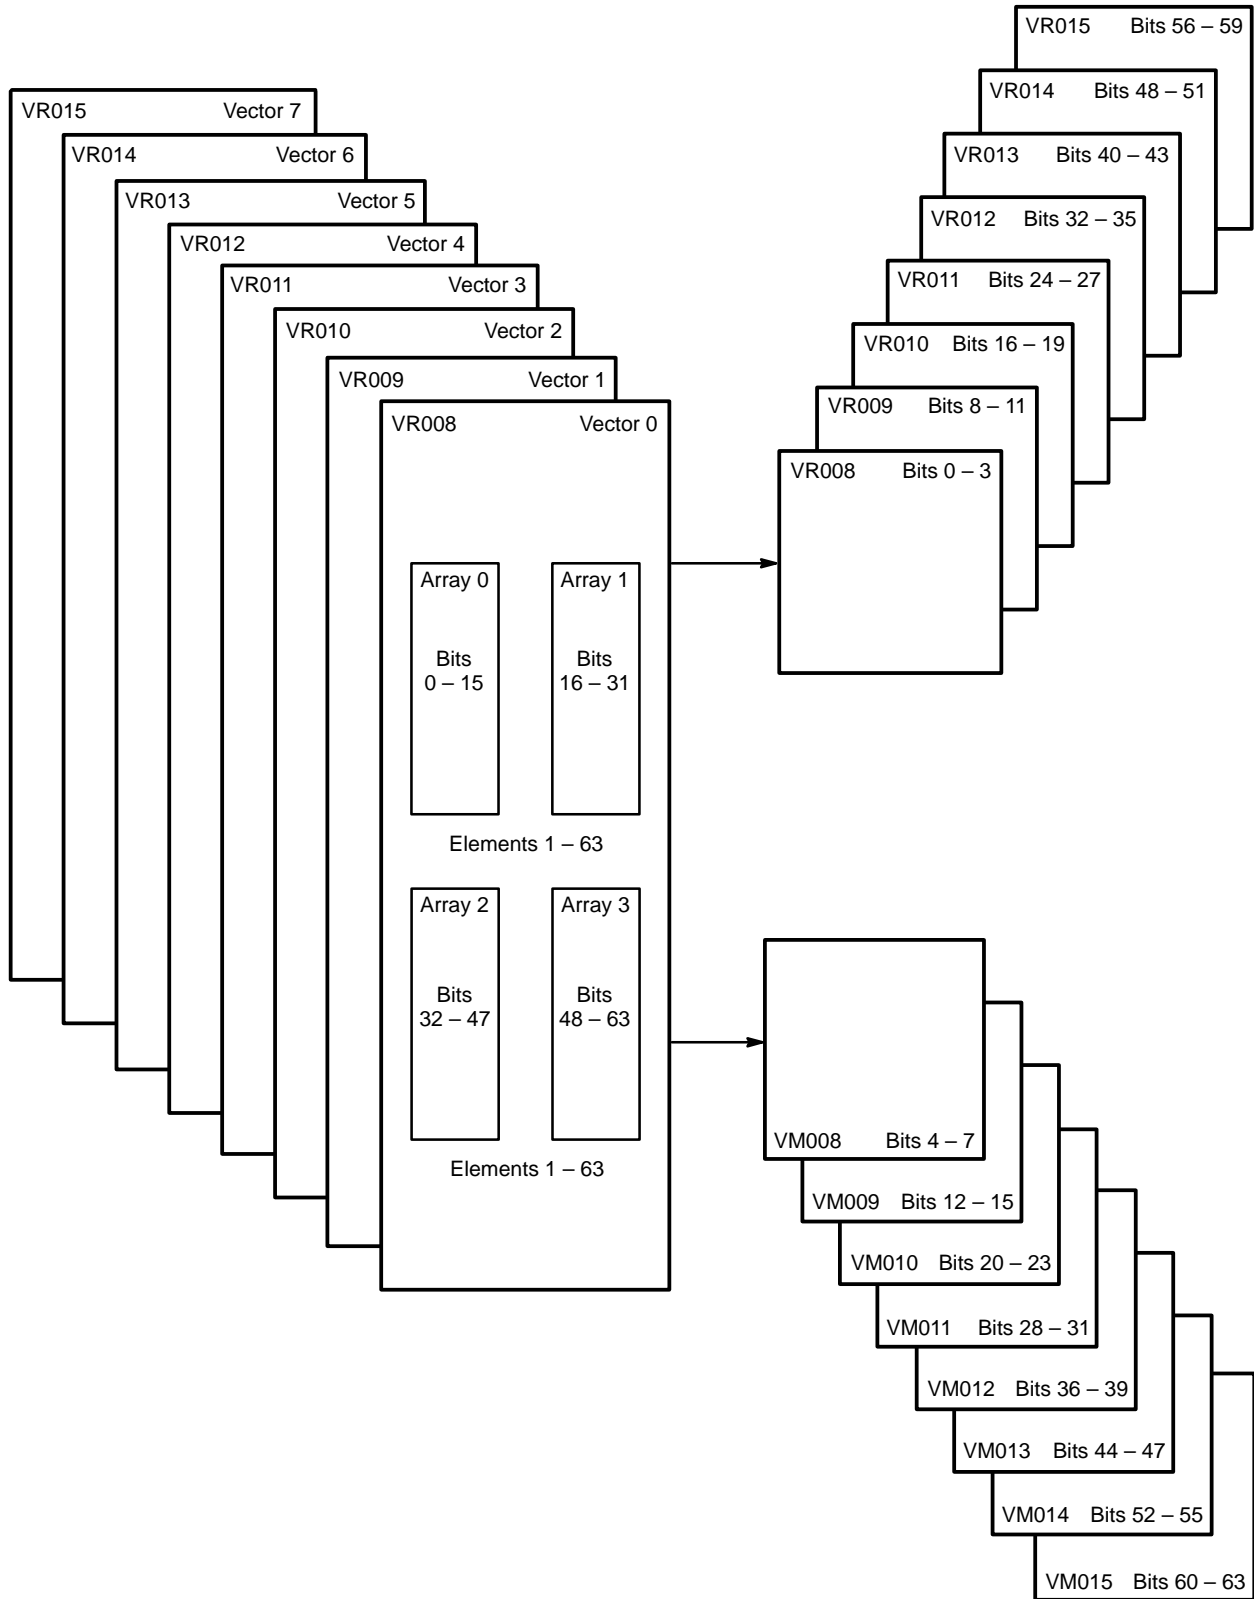 VR015 Vector 7
VR014 Vector 6
VR013 Vector 5
VR012 Vector 4
VR011 Vector 3
VR010 Vector 2
VR009 Vector 1
VR008 Vector 0
Array 0
Bits
0 – 15
Array 1
Bits
16 – 31
Elements 1 – 63
Array 2
Bits
32 – 47
Array 3
Bits
48 – 63
Elements 1 – 63
VR015 Bits 56 – 59
VR014 Bits 48 – 51
VR013 Bits 40 – 43
VR012 Bits 32 – 35
VR011 Bits 24 – 27
VR010 Bits 16 – 19
VR009 Bits 8 – 11
VR008 Bits 0 – 3
VM008 Bits 4 – 7
VM009 Bits 12 – 15
VM010 Bits 20 – 23
VM011 Bits 28 – 31
VM012 Bits 36 – 39
VM013 Bits 44 – 47
VM014 Bits 52 – 55
VM015 Bits 60 – 63